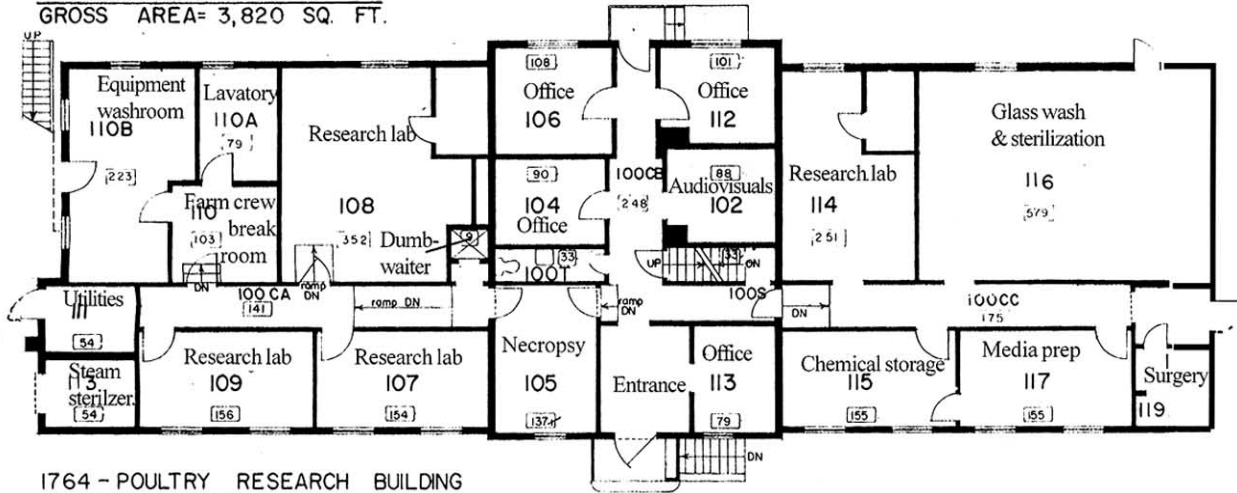 GROSS AREA= 3,820 SQ. FT.
UP
Equipment
washroom
110B
223
Lavatory
110A
79
Farm crew
110
break
103
room
DN
Research lab
108
352
ramp
DN
Dumb-
waiter
9
108
Office
106
90
104
Office
33
100T
101
Office
112
100CB
248
88
Audiovisuals
102
UP
33
DN
100S
Research lab
114
251
Glass wash
& sterilization
116
579
Utilities
111
54
100CA
141
ramp DN
ramp
DN
DN
100CC
175
Steam
113
sterilzer.
54
Research lab
109
156
Research lab
107
154
Necropsy
105
137
Entrance
Office
113
79
DN
Chemical storage
115
155
Media prep
117
155
Surgery
119
1764 - POULTRY RESEARCH BUILDING